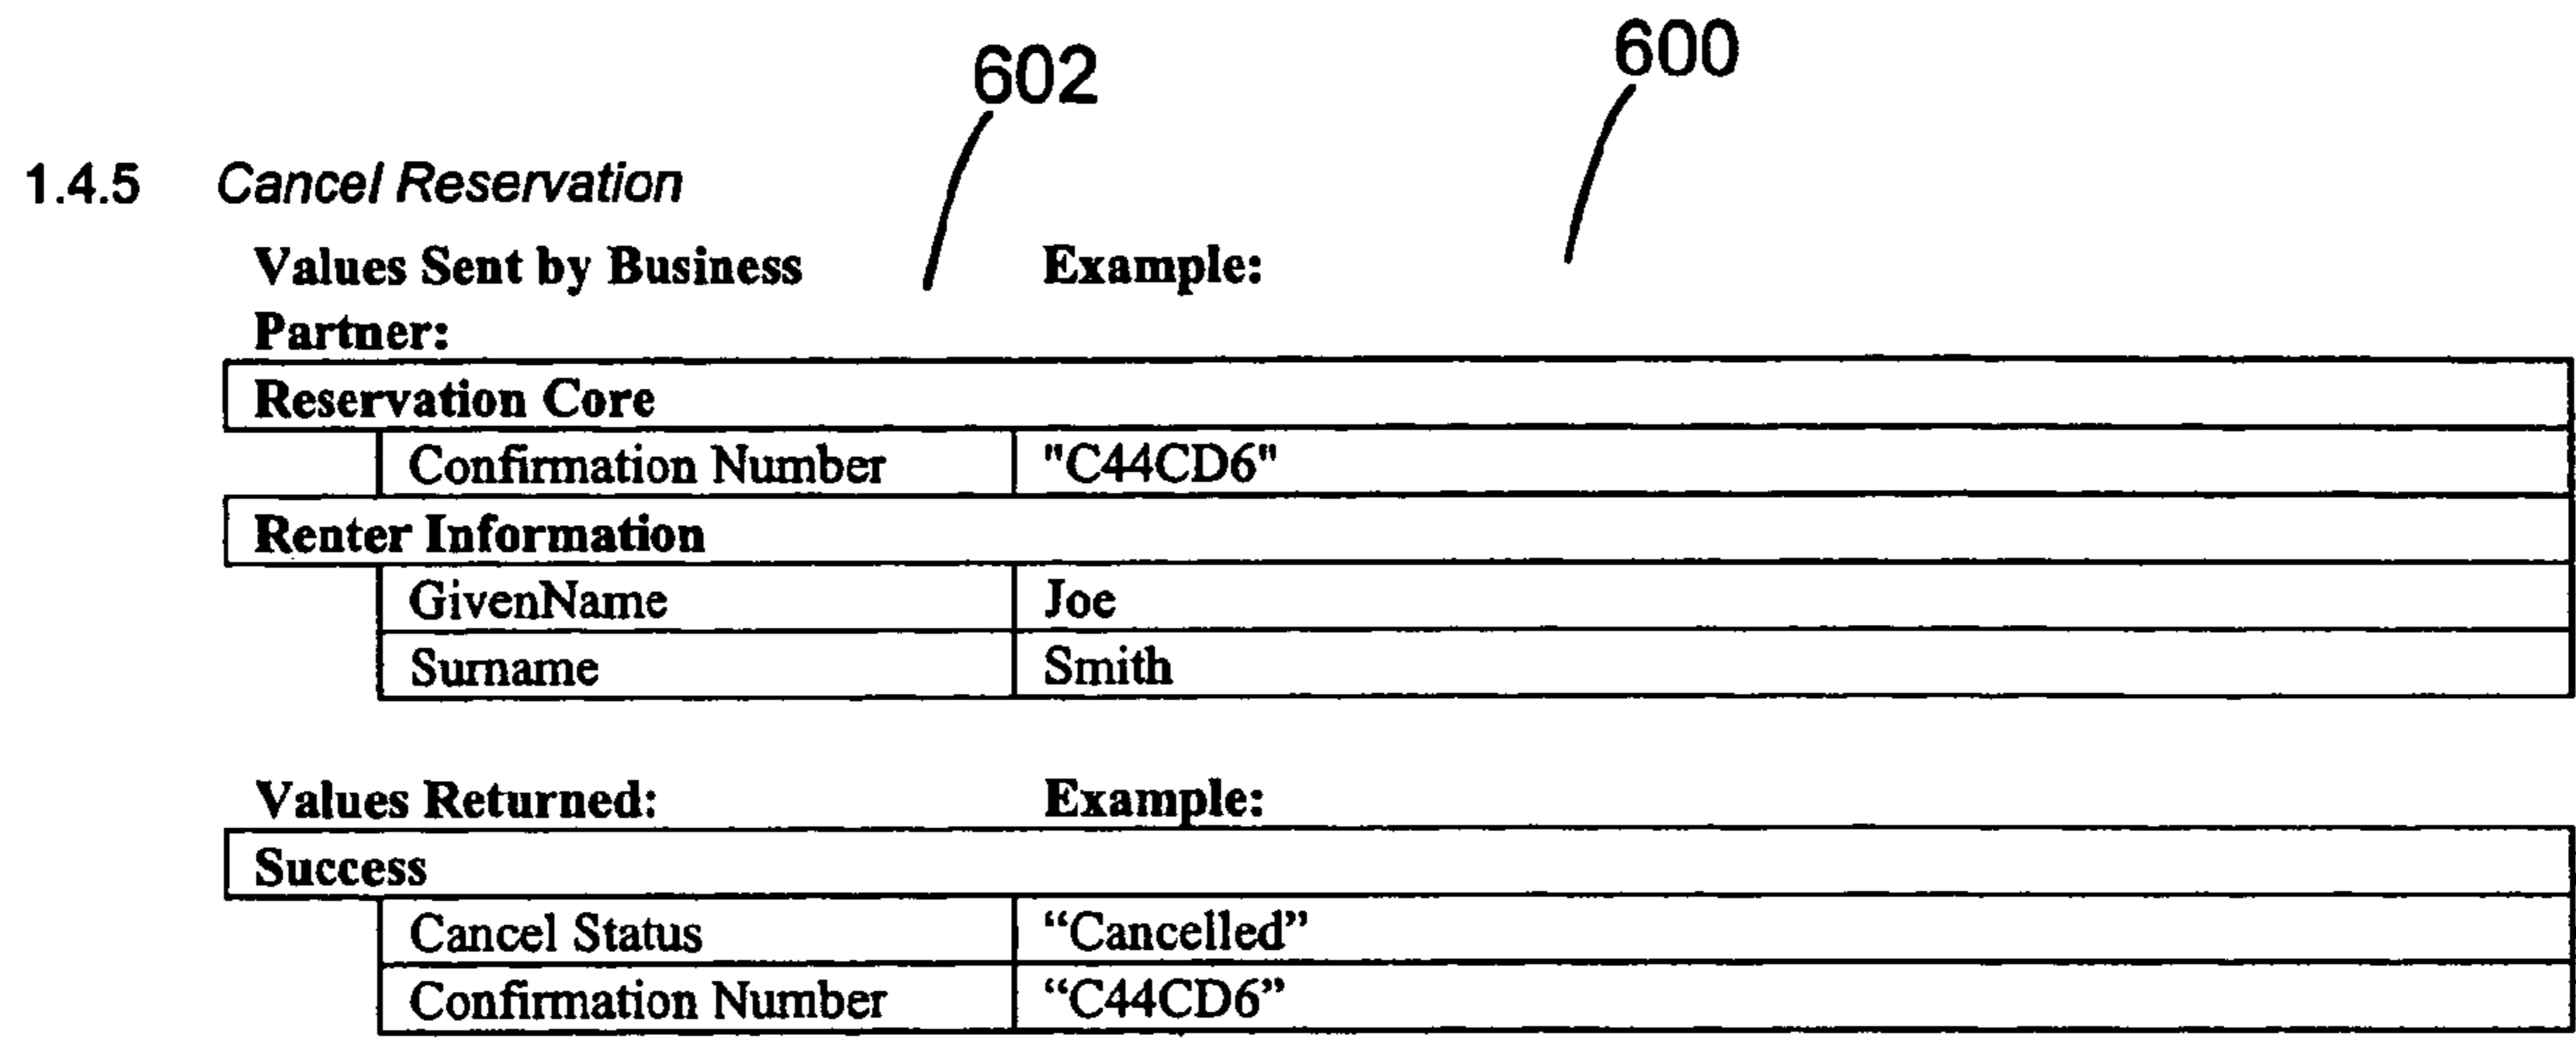 602
600
1.4.5 Cancel Reservation
Values Sent by Business Example:
Partner:
Reservation Core
Confirmation Number "C44CD6"
Renter Information
GivenName Joe
Surname Smith
Values Returned: Example:
Success
Cancel Status “Cancelled”
Confirmation Number “C44CD6”